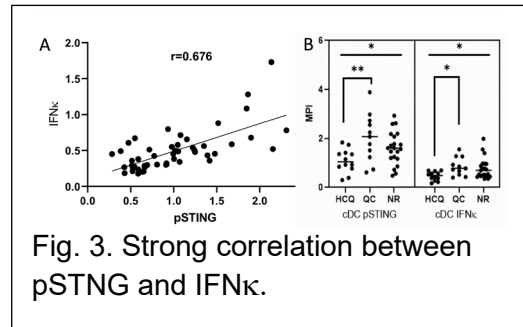 A
r=0.676
IFNκ
1.0
1.5
1.0
0.5
0.0
0.0
0.5
1.0
1.5
2.0
pSTING
B
*
*
**
*
MPI
6
4
2
0
HCQ QC NR
HCQ QC NR
cDC pSTING
cDC IFNκ
Fig. 3. Strong correlation between
pSTNG and IFNκ.